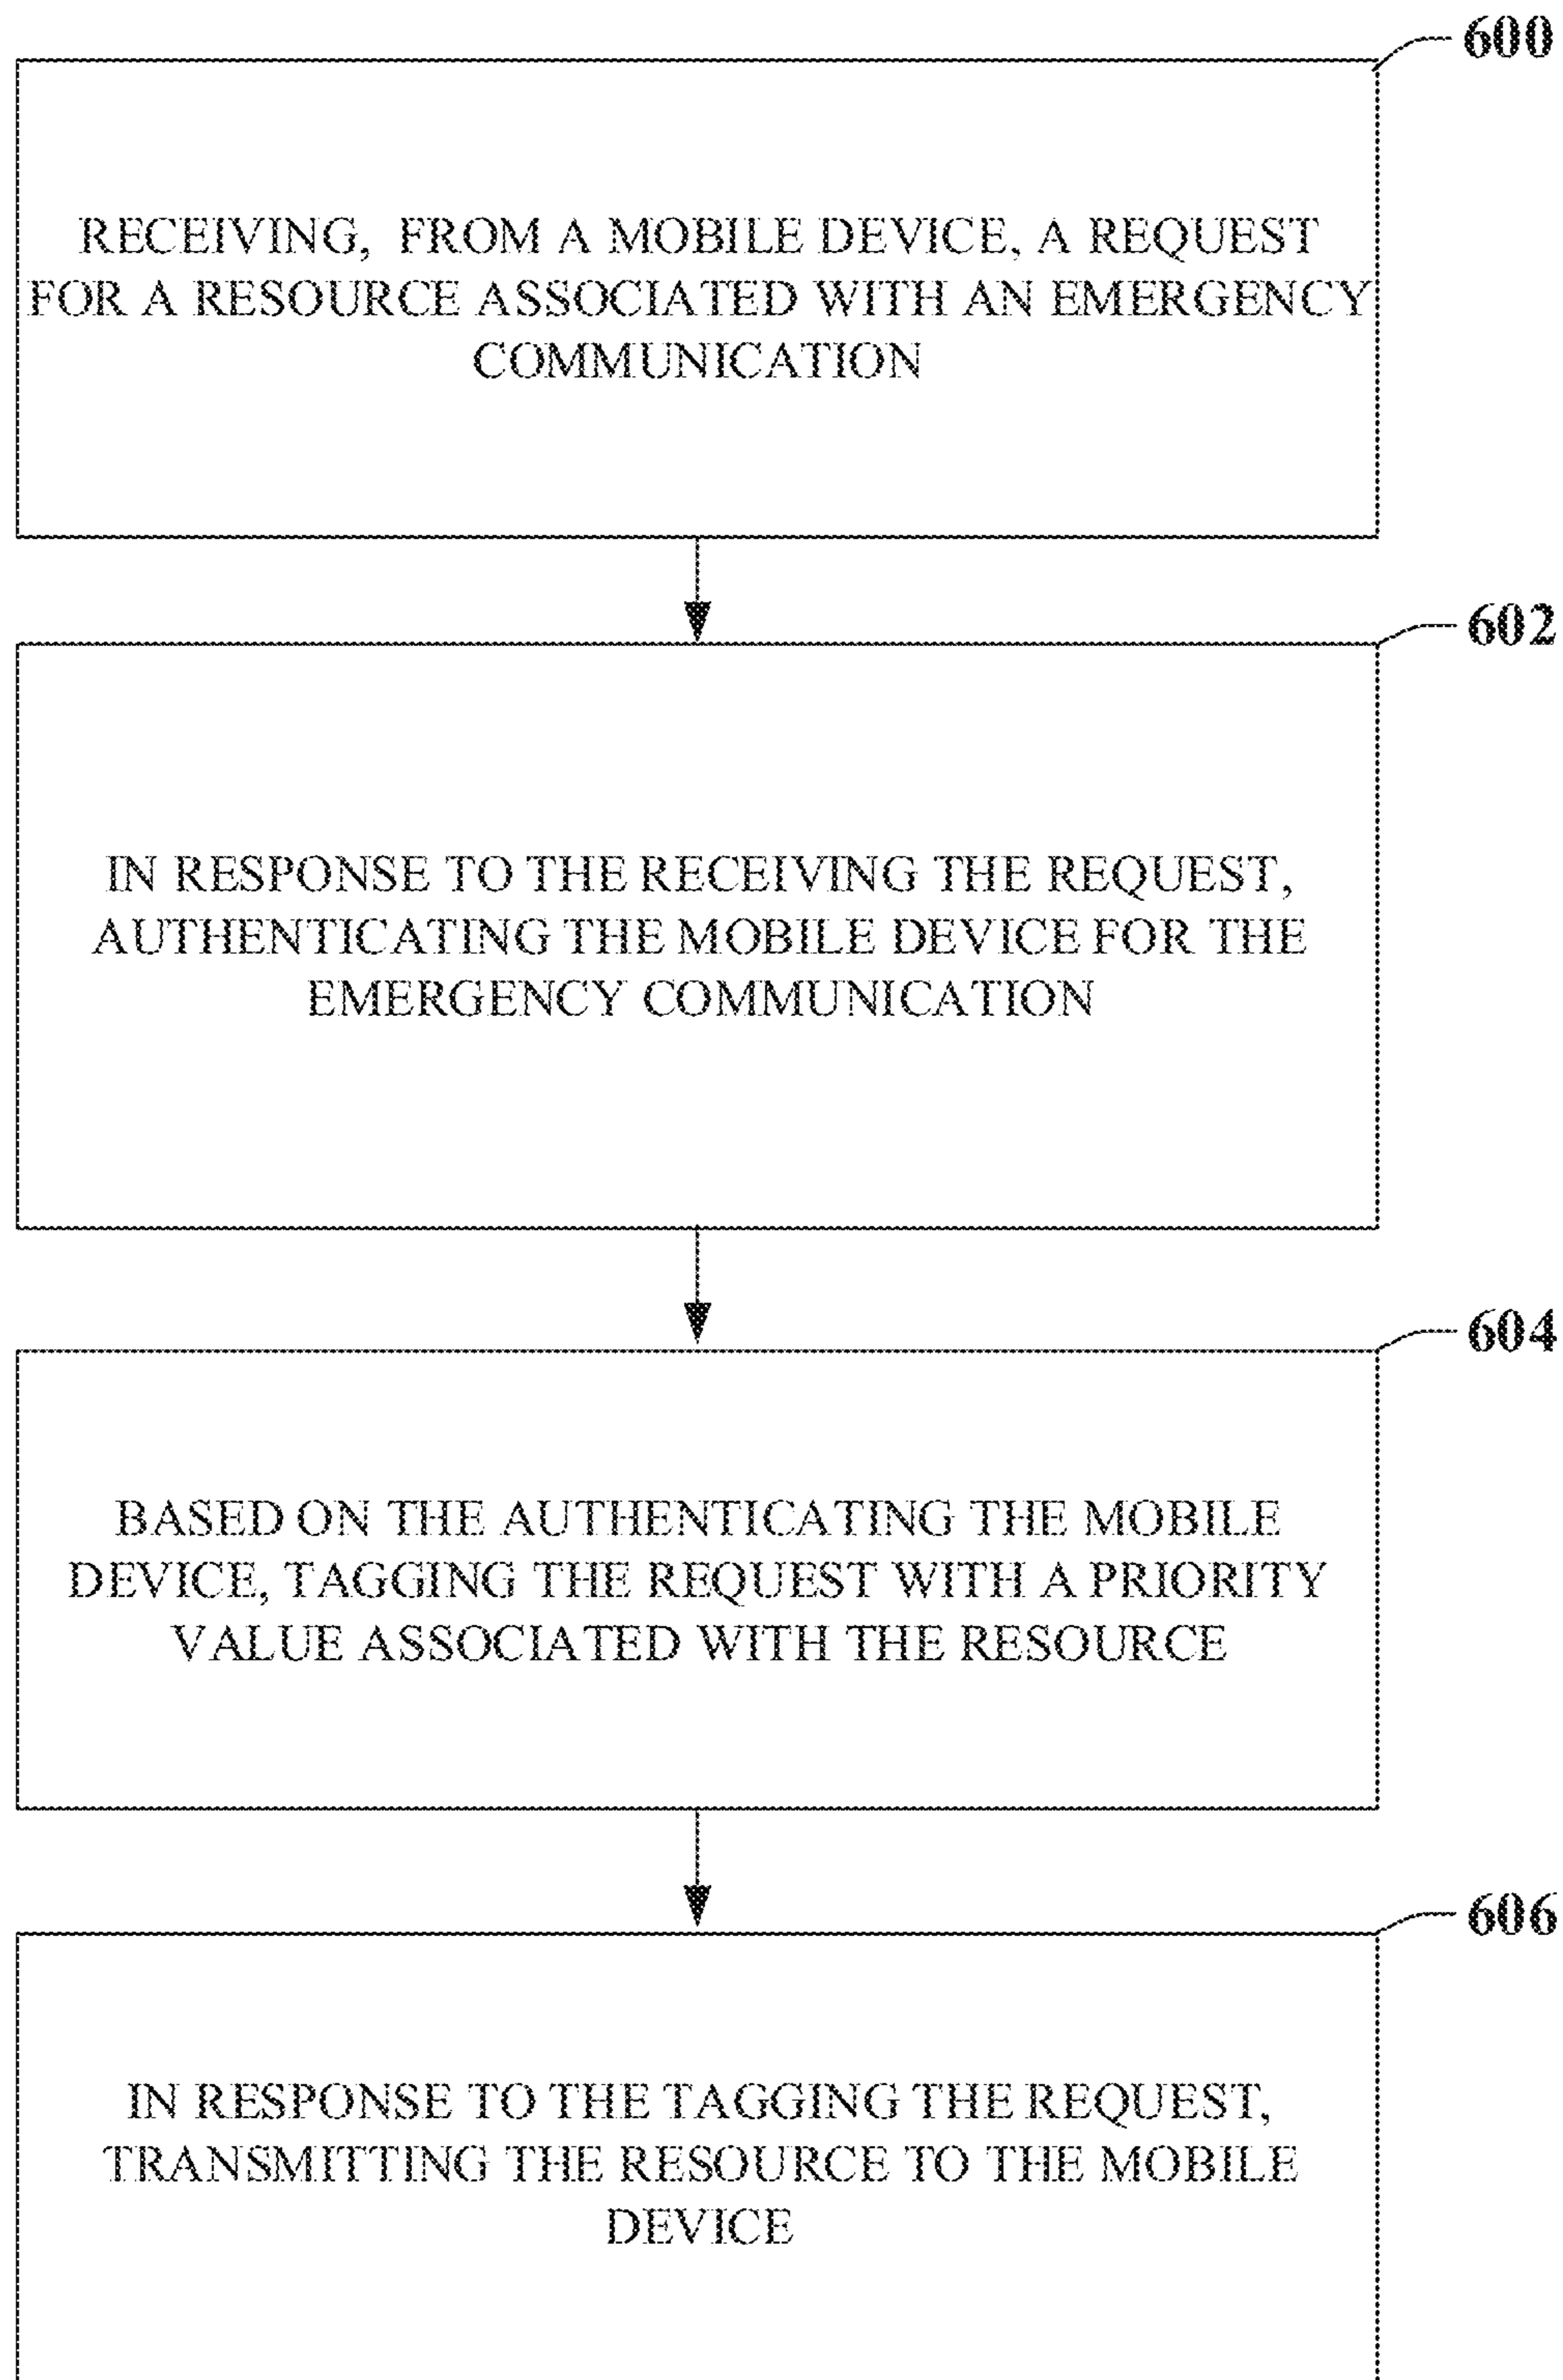 600
RECEIVING, FROM A MOBILE DEVICE, A REQUEST
FOR A RESOURCE ASSOCIATED WITH AN EMERGENCY
COMMUNICATION
602
IN RESPONSE TO THE RECEIVING THE REQUEST,
AUTHENTICATING THE MOBILE DEVICE FOR THE
EMERGENCY COMMUNICATION
604
BASED ON THE AUTHENTICATING THE MOBILE
DEVICE, TAGGING THE REQUEST WITH A PRIORITY
VALUE ASSOCIATED WITH THE RESOURCE
606
IN RESPONSE TO THE TAGGING THE REQUEST,
TRANSMITTING THE RESOURCE TO THE MOBILE
DEVICE